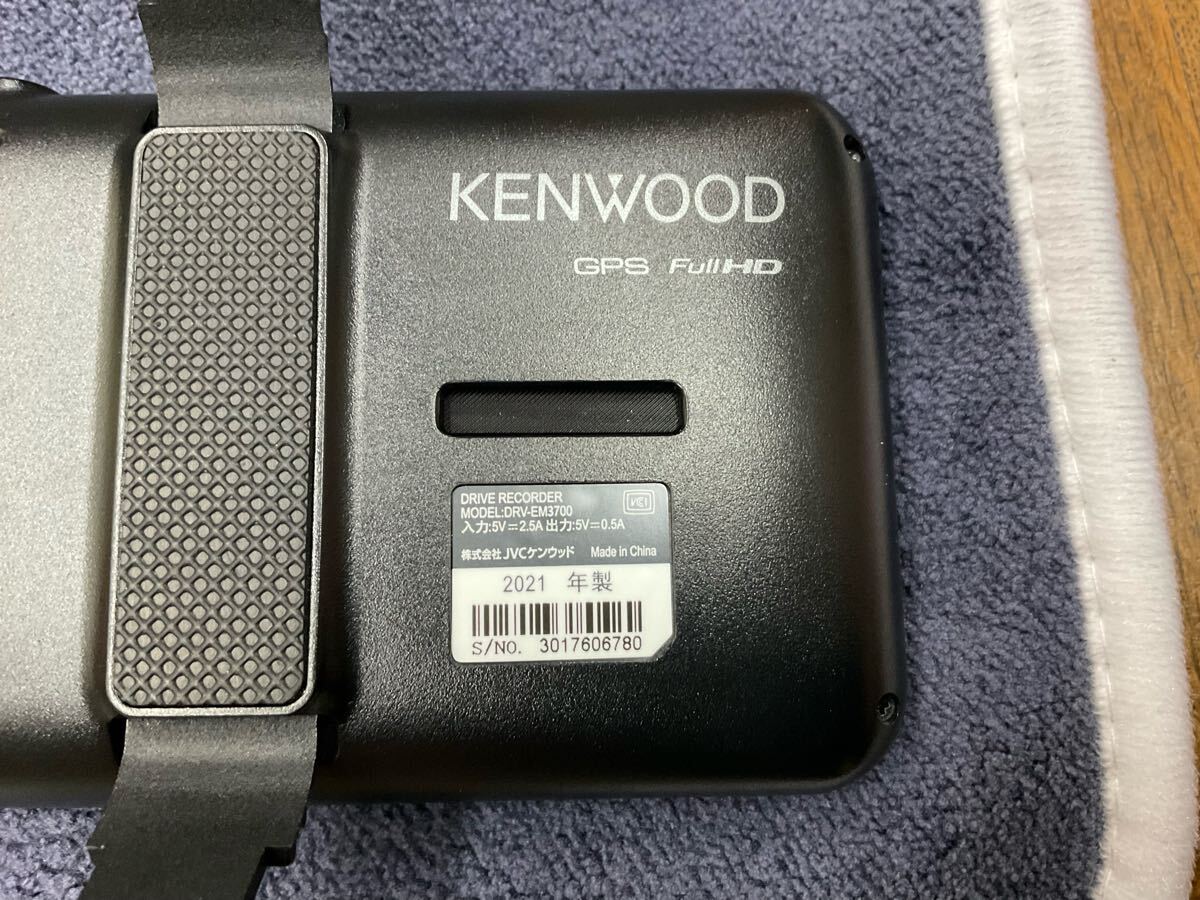 KENWOOD
GPS Full HD
DRIVE RECORDER
MODEL:DRV-EM3700
入力:5V⎓2.5A 出力:5V⎓0.5A
株式会社 JVCケンウッド Made in China
2021 年製
S/NO. 3017606780